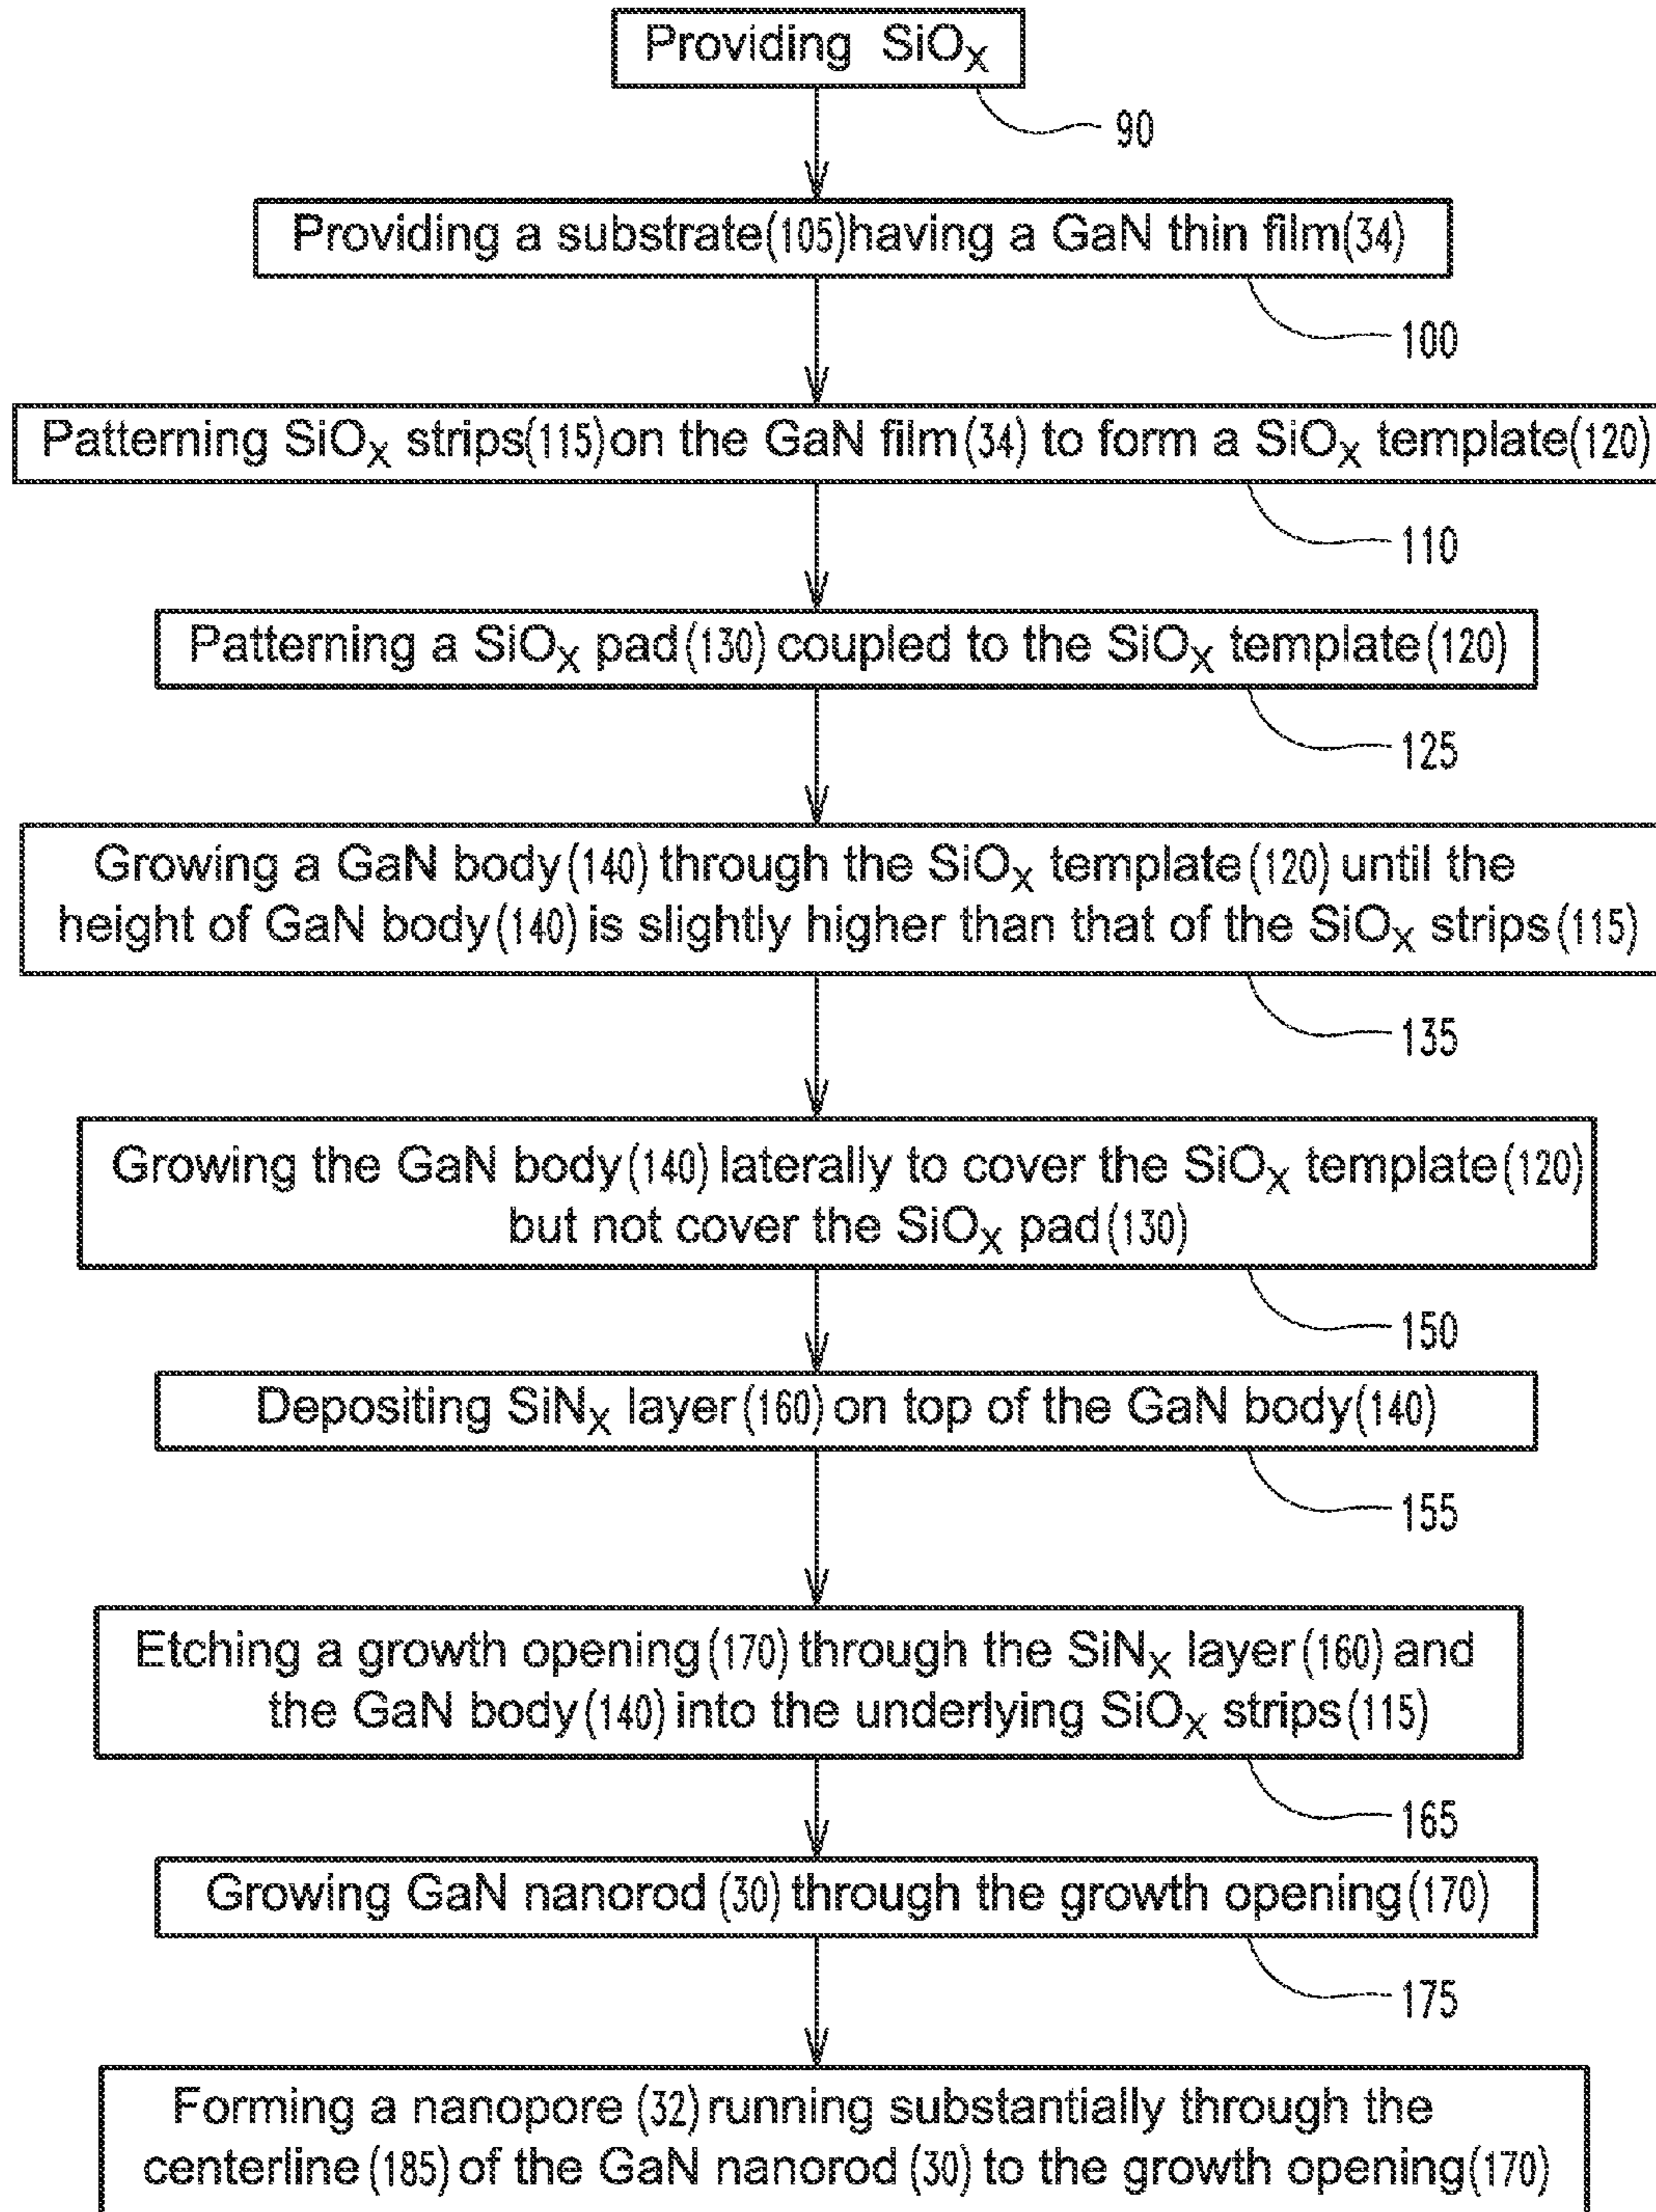 Providing SiOX
90
Providing a substrate(105)having a GaN thin film(34)
100
Patterning SiOX strips(115)on the GaN film(34) to form a SiOX template(120)
110
Patterning a SiOX pad(130) coupled to the SiOX template(120)
125
Growing a GaN body(140) through the SiOX template(120) until the
height of GaN body(140) is slightly higher than that of the SiOX strips(115)
135
Growing the GaN body(140) laterally to cover the SiOX template(120)
but not cover the SiOX pad(130)
150
Depositing SiNX layer(160) on top of the GaN body(140)
155
Etching a growth opening(170) through the SiNX layer(160) and
the GaN body(140) into the underlying SiOX strips(115)
165
Growing GaN nanorod (30) through the growth opening(170)
175
Forming a nanopore (32) running substantially through the
centerline(185) of the GaN nanorod (30) to the growth opening(170)